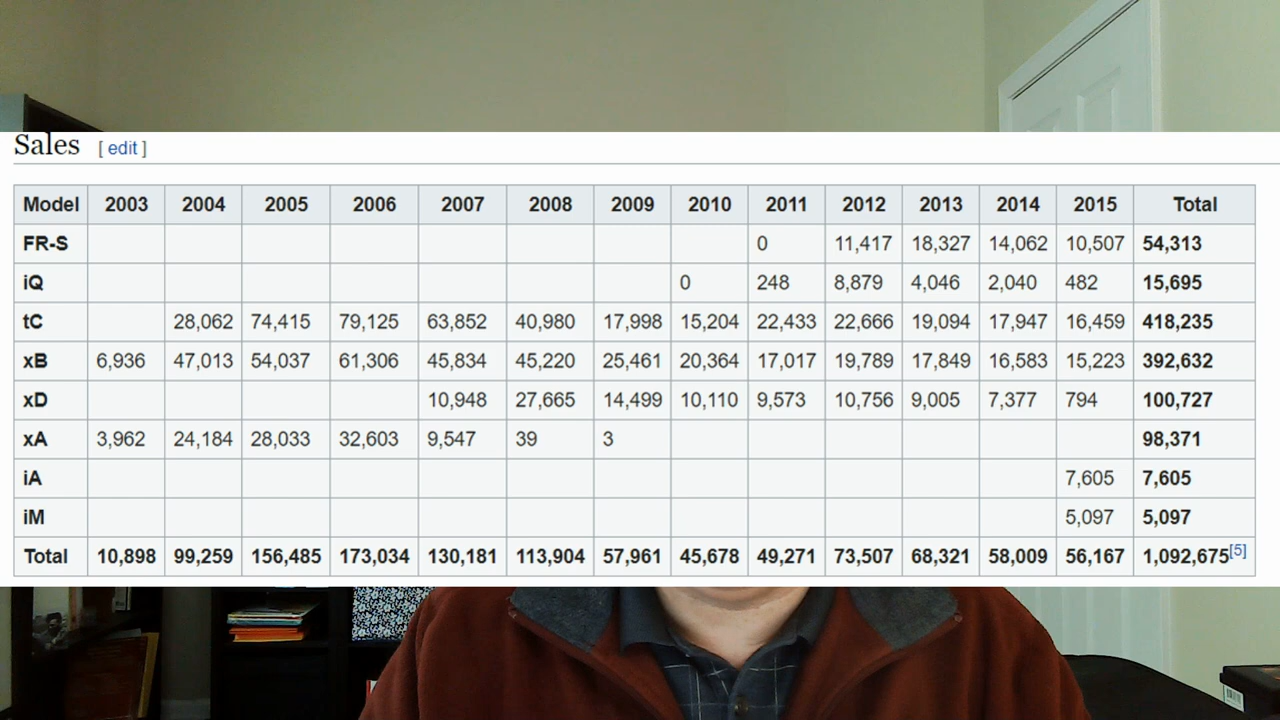 Sales [ edit ]
Model 2003 2004 2005 2006 2007 2008 2009 2010 2011 2012 2013 2014 2015 Total
FR-S 0 11,417 18,327 14,062 10,507 54,313
iQ 0 248 8,879 4,046 2,040 482 15,695
tC 28,062 74,415 79,125 63,852 40,980 17,998 15,204 22,433 22,666 19,094 17,947 16,459 418,235
xB 6,936 47,013 54,037 61,306 45,834 45,220 25,461 20,364 17,017 19,789 17,849 16,583 15,223 392,632
xD 10,948 27,665 14,499 10,110 9,573 10,756 9,005 7,377 794 100,727
xA 3,962 24,184 28,033 32,603 9,547 39 3 98,371
iA 7,605 7,605
iM 5,097 5,097
Total 10,898 99,259 156,485 173,034 130,181 113,904 57,961 45,678 49,271 73,507 68,321 58,009 56,167 1,092,675[5]